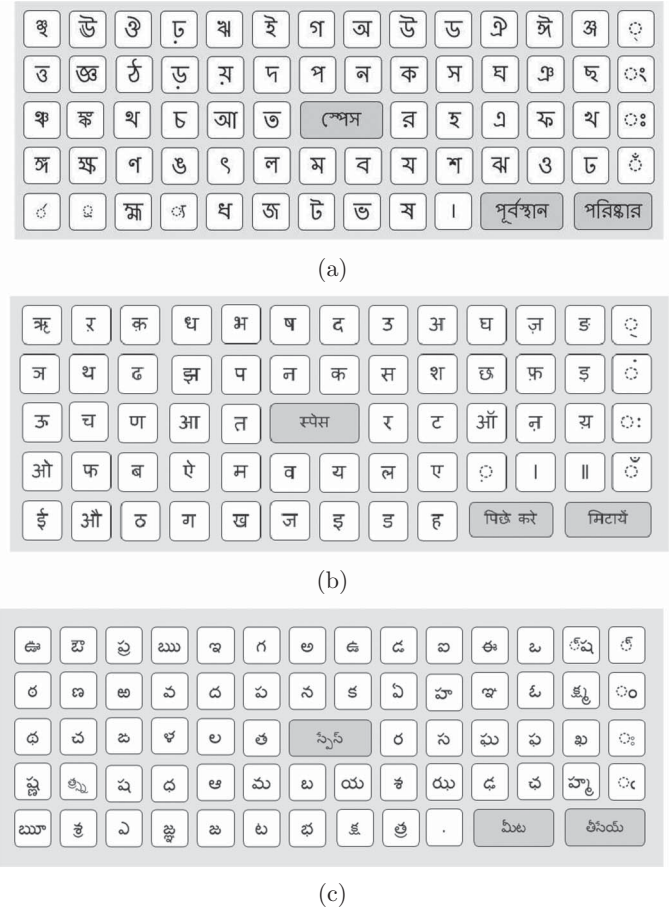 ঞ্ছ ঊ ঔ ঢ় ঋ ই গ অ উ ড ঐ ঈ ঞ্জ ্
ত্ত জ্ঞ ঠ ড় য় দ প ন ক স ঘ ঞ ছ ং
ঞ্চ ঙ্ক থ চ আ ত স্পেস র হ এ ফ খ ঃ
ঙ্গ ক্ষ ণ ঙ ৎ ল ম ব য শ ঝ ও ঢ ঁ
হ্ম ্য ধ জ ট ভ ষ । পূর্বস্থান পরিষ্কার
(a)
ऋ ऱ क़ ध भ ष द उ अ घ ज़ ङ ्
ञ थ ढ झ प न क स श छ फ़ ड़ ं
ऊ च ण आ त स्पेस र ट ऑ ऩ य़ ः
ओ फ ब ऐ म व य ल ए ़ । ॥ ँ
ई औ ठ ग ख ज इ ड ह पिछे करे मिटायें
(b)
ఊ ఔ ప్ర ఋ ఇ గ అ ఉ డ ఐ ఈ ఒ ్ష ్
ఠ ణ ఱ వ ద ప న క ఏ హ ఞ ఓ క్ష్మ ం
థ చ ఙ ళ ల త స్పేస్ ర స ఘ ఫ ఖ ః
ష్ణ త్స్య ష ధ ఆ మ బ య శ ఝ ఢ ఛ హ్మ ఁ
ౠ శ్ర ఎ జ్ఞ జ ట భ క్ష త్ర . మీట తీసేయ్
(c)